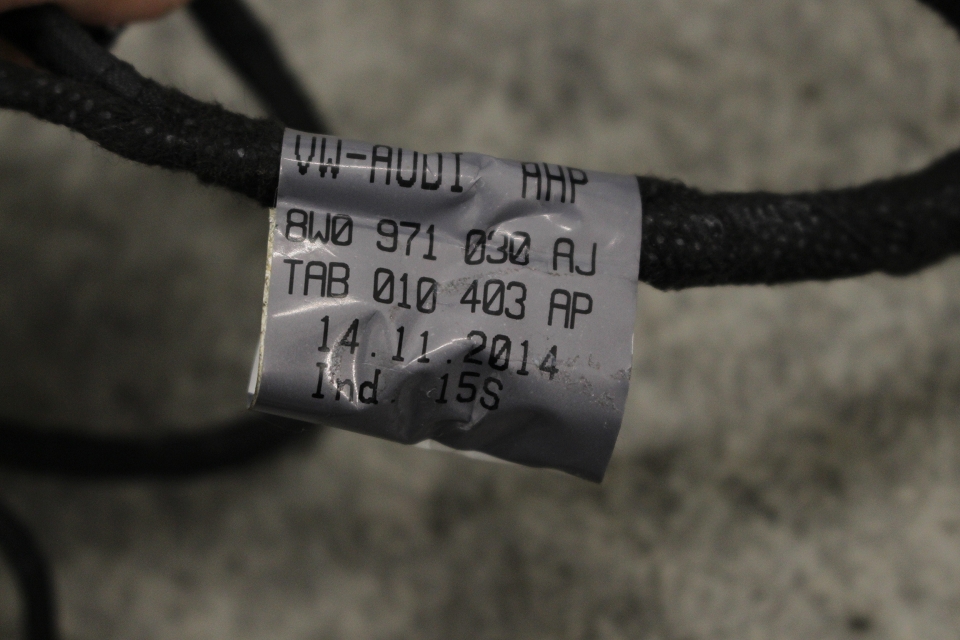 VW-AUDI AHP
8W0 971 030 AJ
TAB 010 403 AP
14.11.2014
Ind. 15S